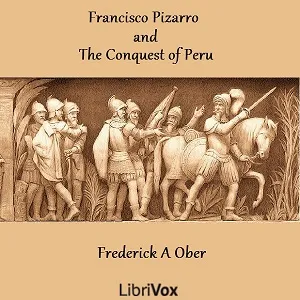 Francisco Pizarro
and
The Conquest of Peru
Frederick A Ober
LibriVox